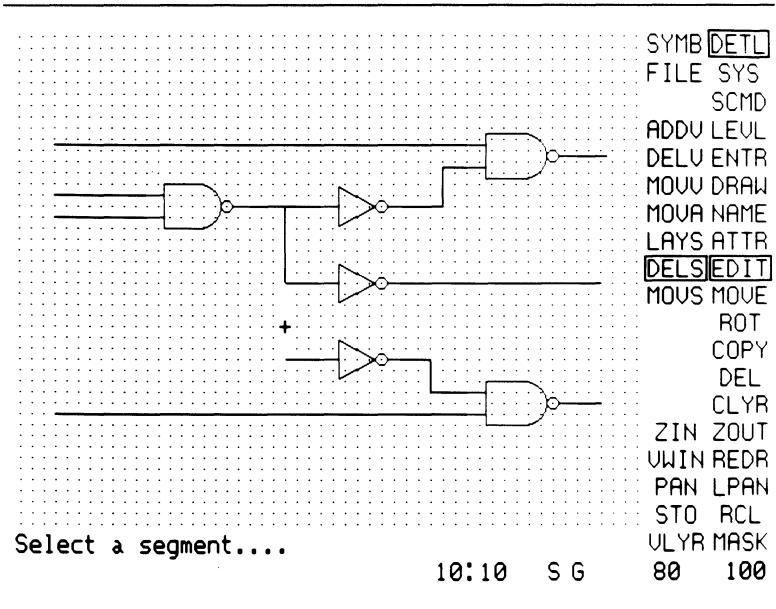 SYMB DETL
FILE SYS
SCMD
ADDV LEVL
DELV ENTR
MOVV DRAW
MOVA NAME
LAYS ATTR
DELS EDIT
MOVS MOVE
ROT
COPY
DEL
CLYR
ZIN ZOUT
VWIN REDR
PAN LPAN
STO RCL
Select a segment.... VLYR MASK
10:10 S G 80 100